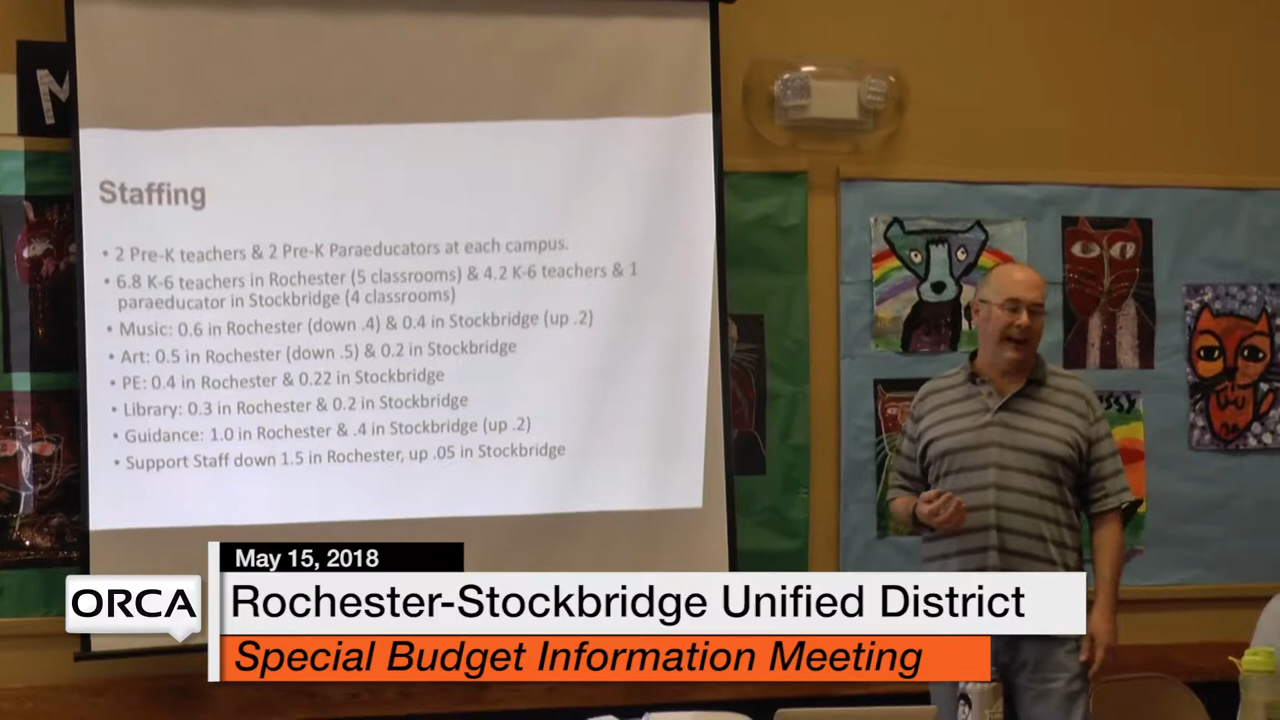 M
Staffing
• 2 Pre-K teachers & 2 Pre-K Paraeducators at each campus.
• 6.8 K-6 teachers in Rochester (5 classrooms) & 4.2 K-6 teachers & 1
paraeducator in Stockbridge (4 classrooms)
• Music: 0.6 in Rochester (down .4) & 0.4 in Stockbridge (up .2)
• Art: 0.5 in Rochester (down .5) & 0.2 in Stockbridge
• PE: 0.4 in Rochester & 0.22 in Stockbridge
• Library: 0.3 in Rochester & 0.2 in Stockbridge
• Guidance: 1.0 in Rochester & .4 in Stockbridge (up .2)
• Support Staff down 1.5 in Rochester, up .05 in Stockbridge
May 15, 2018
ORCA
Rochester-Stockbridge Unified District
Special Budget Information Meeting